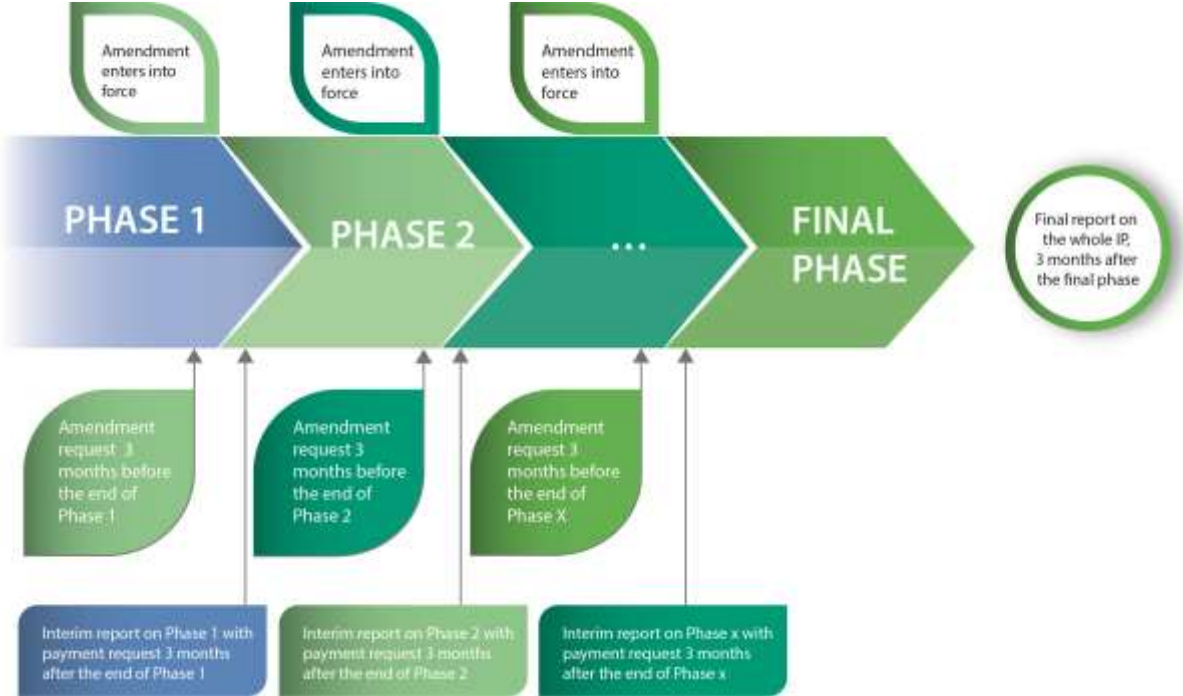 Amendment
enters into
force
Amendment
enters into
force
Amendment
enters into
force
PHASE 1
PHASE 2
...
FINAL
PHASE
Final report on
the whole IP,
3 months after
the final phase
Amendment
request 3
months before
the end of
Phase 1
Amendment
request 3
months before
the end of
Phase 2
Amendment
request 3
months before
the end of
Phase X
Interim report on Phase 1 with
payment request 3 months
after the end of Phase 1
Interim report on Phase 2 with
payment request 3 months
after the end of Phase 2
Interim report on Phase x with
payment request 3 months
after the end of Phase x